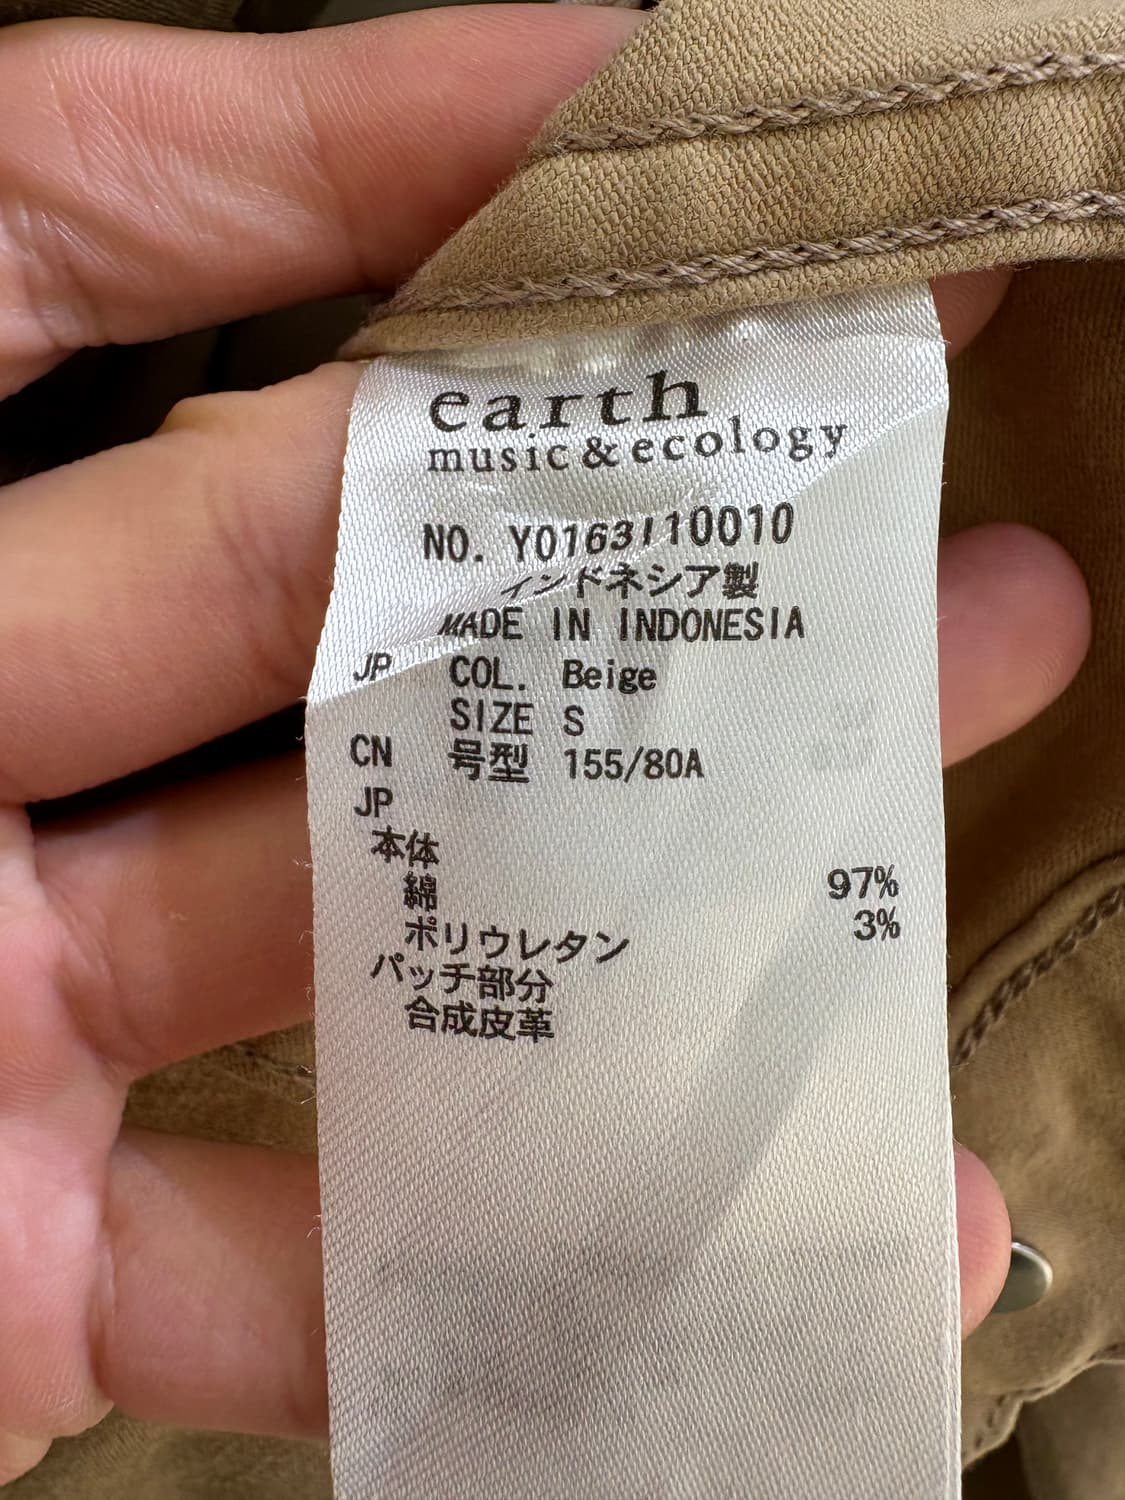 earth
music&ecology
NO. Y0163I10010
インドネシア製
MADE IN INDONESIA
JP COL. Beige
SIZE S
CN 号型 155/80A
JP
本体
綿 97%
ポリウレタン 3%
パッチ部分
合成皮革